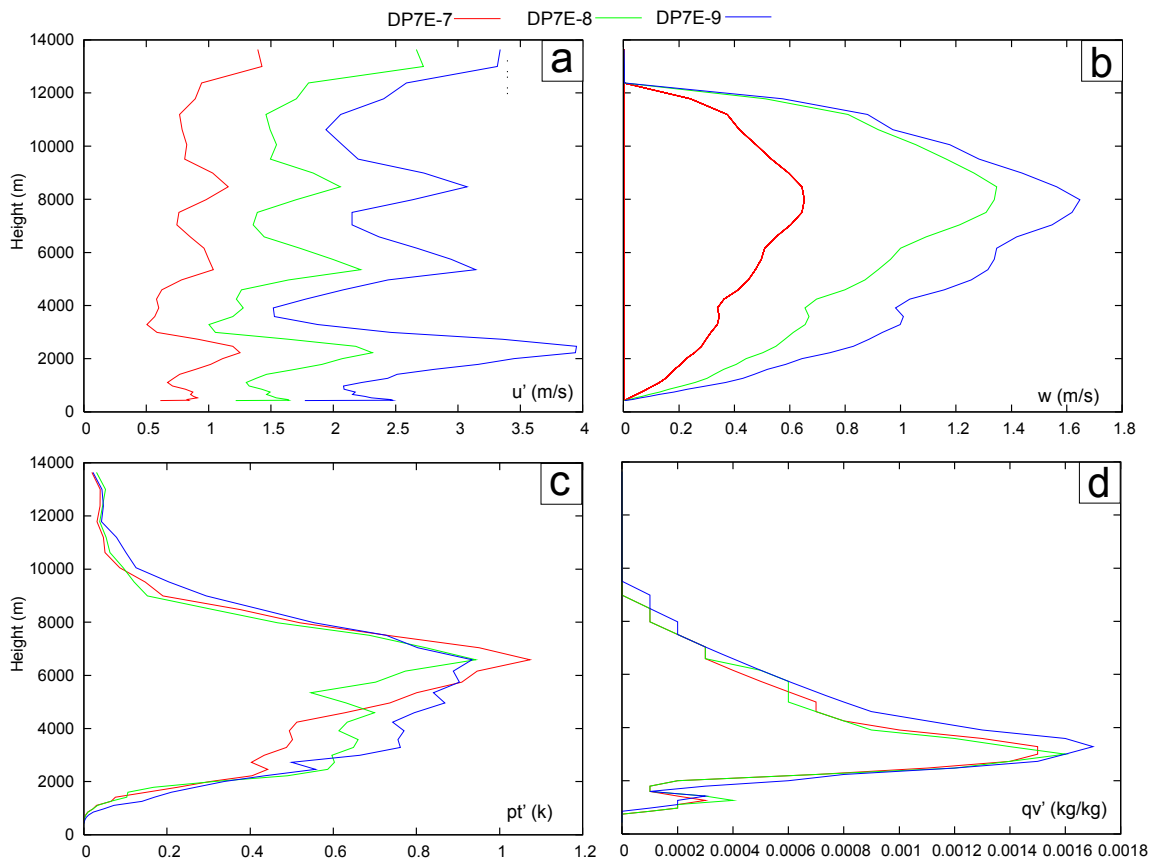 DP7E-7 DP7E-8 DP7E-9
14000
12000
10000
8000
6000
4000
2000
0
Height (m)
a
u' (m/s)
0 0.5 1 1.5 2 2.5 3 3.5 4
b
w (m/s)
0 0.2 0.4 0.6 0.8 1 1.2 1.4 1.6 1.8
14000
12000
10000
8000
6000
4000
2000
0
Height (m)
c
pt' (k)
0 0.2 0.4 0.6 0.8 1 1.2
d
qv' (kg/kg)
0 0.0002 0.0004 0.0006 0.0008 0.001 0.0012 0.0014 0.0016 0.0018